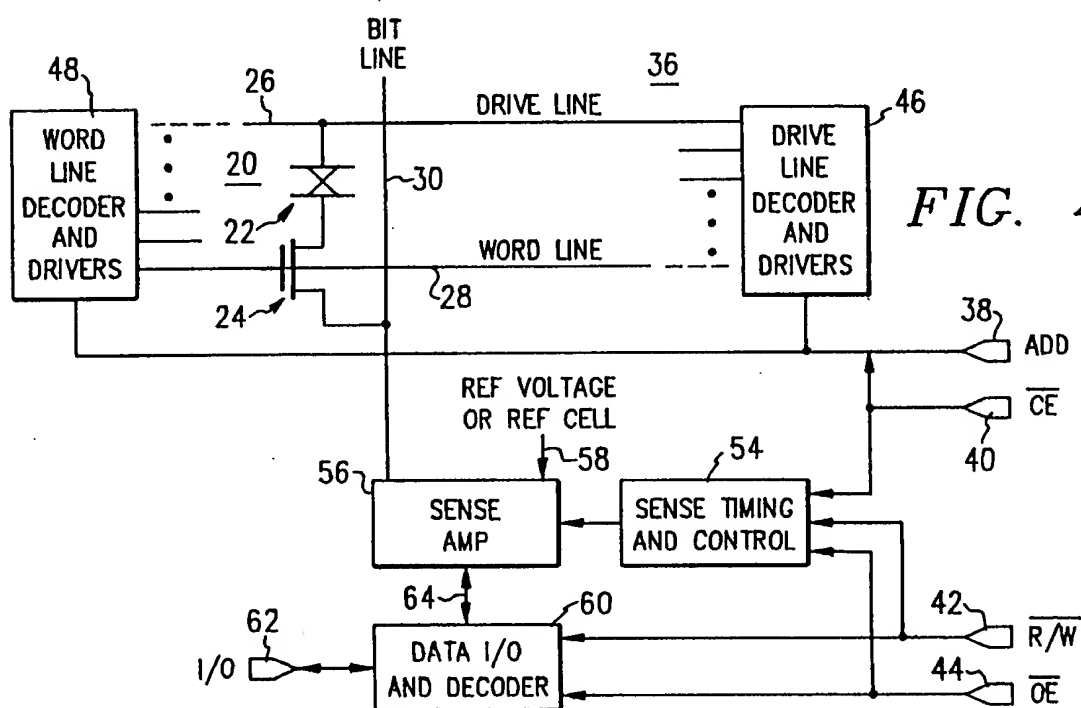 BIT
LINE
48
26
36
DRIVE LINE
46
WORD
LINE
DECODER
AND
DRIVERS
20
22
30
DRIVE
LINE
DECODER
AND
DRIVERS
FIG.
WORD LINE
24
28
38
ADD
REF VOLTAGE
OR REF CELL
CE
40
58
54
56
SENSE
AMP
SENSE TIMING
AND CONTROL
64
60
62
I/O
DATA I/O
AND DECODER
42
R/W
44
OE